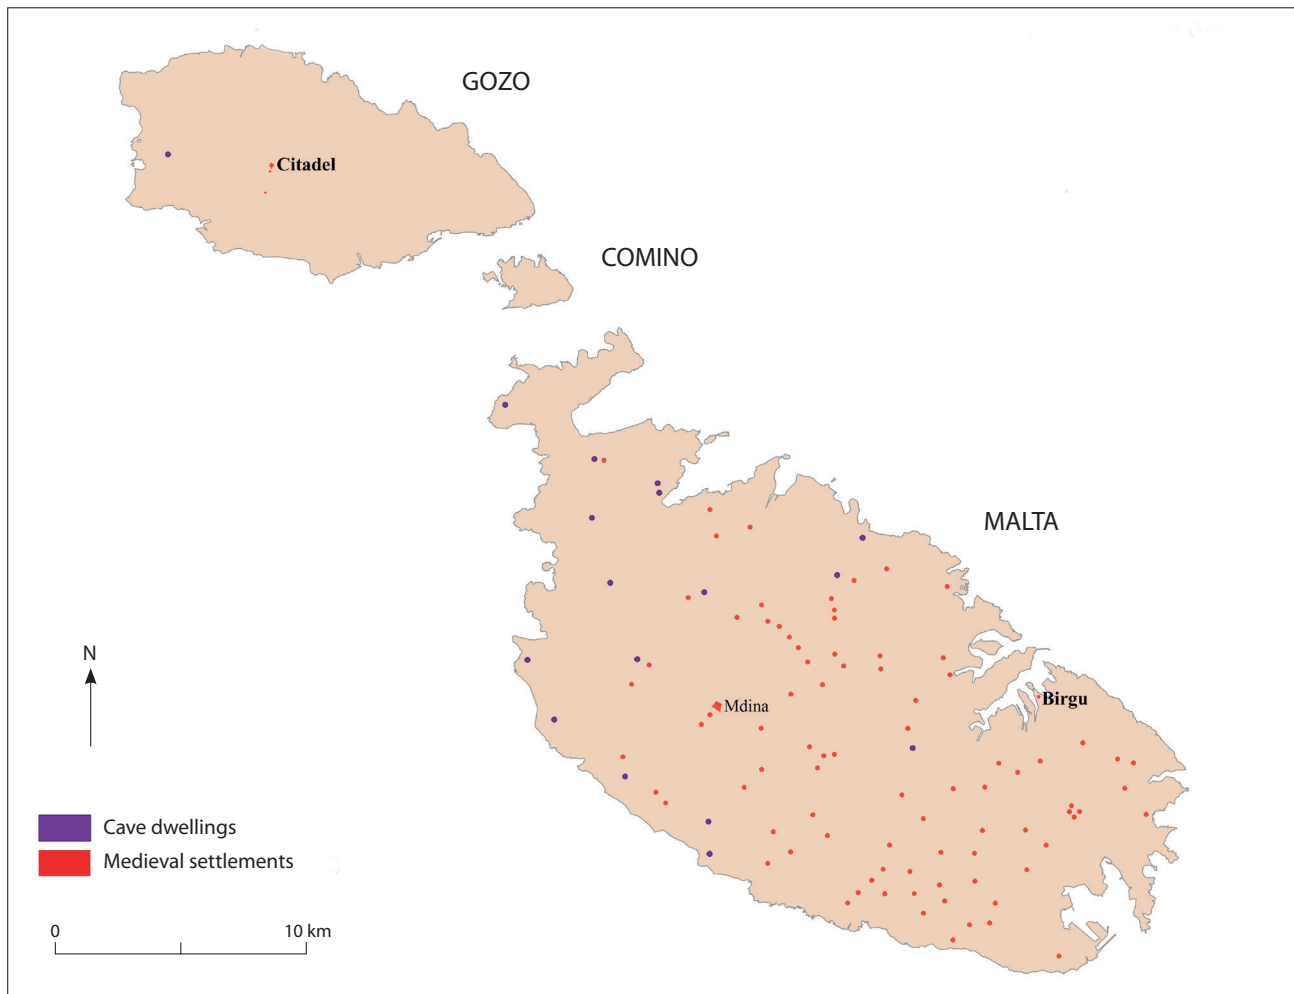 GOZO
Citadel
COMINO
MALTA
N
Birgu
Mdina
Cave dwellings
Medieval settlements
0 10 km